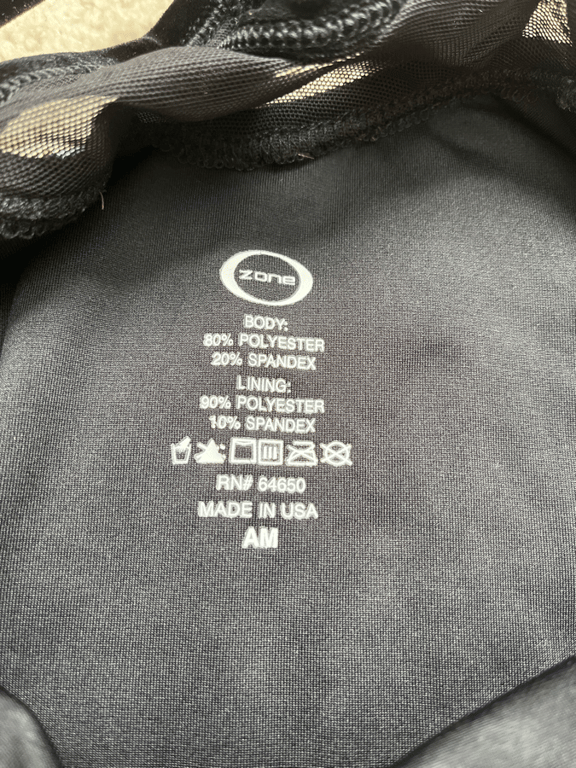 ZONE
BODY:
80% POLYESTER
20% SPANDEX
LINING:
90% POLYESTER
10% SPANDEX
RN# 64650
MADE IN USA
AM